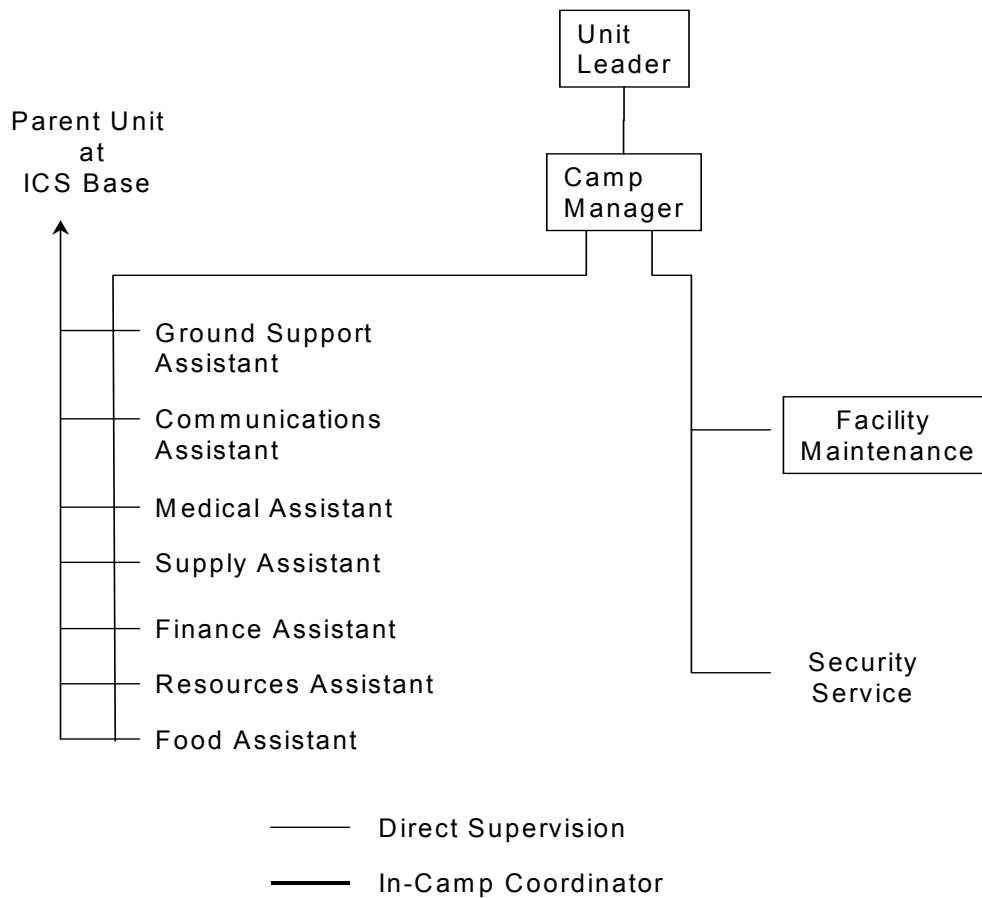 Unit
Leader
Parent Unit
at
ICS Base
Camp
Manager
Ground Support
Assistant
Communications
Assistant
Facility
Maintenance
Medical Assistant
Supply Assistant
Finance Assistant
Resources Assistant
Security
Service
Food Assistant
Direct Supervision
In-Camp Coordinator